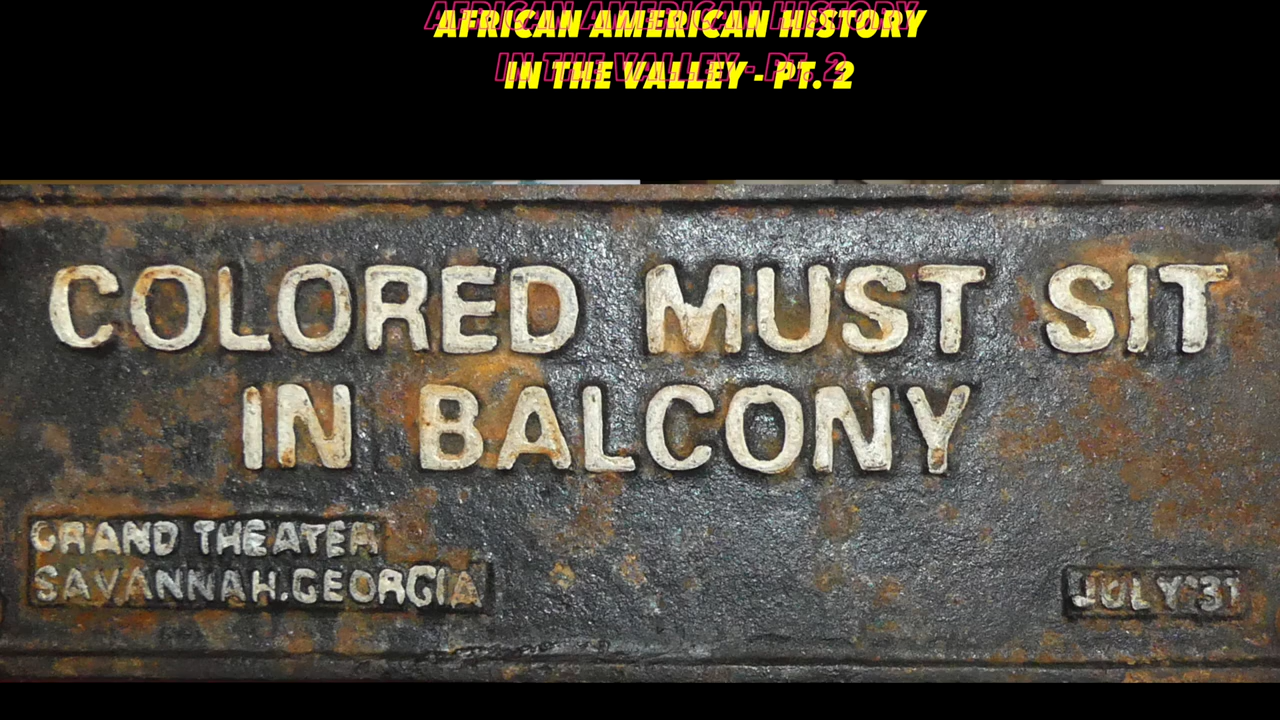 AFRICAN AMERICAN HISTORY
IN THE VALLEY - PT. 2
COLORED MUST SIT
IN BALCONY
GRAND THEATER
SAVANNAH.GEORGIA
JULY'31